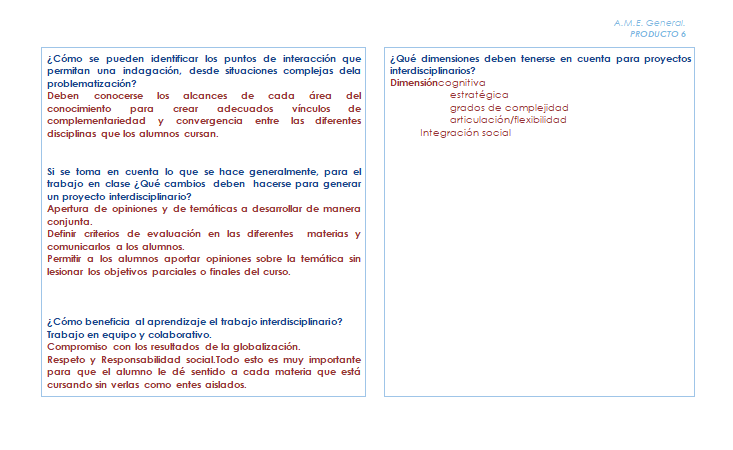 A.M.E. General.
PRODUCTO 6
¿Cómo se pueden identificar los puntos de interacción que
permitan una indagación, desde situaciones complejas dela
problematización?
Deben conocerse los alcances de cada área del
conocimiento para crear adecuados vínculos de
complementariedad y convergencia entre las diferentes
disciplinas que los alumnos cursan.
Si se toma en cuenta lo que se hace generalmente, para el
trabajo en clase ¿Qué cambios deben hacerse para generar
un proyecto interdisciplinario?
Apertura de opiniones y de temáticas a desarrollar de manera
conjunta.
Definir criterios de evaluación en las diferentes materias y
comunicarlos a los alumnos.
Permitir a los alumnos aportar opiniones sobre la temática sin
lesionar los objetivos parciales o finales del curso.
¿Cómo beneficia al aprendizaje el trabajo interdisciplinario?
Trabajo en equipo y colaborativo.
Compromiso con los resultados de la globalización.
Respeto y Responsabilidad social.Todo esto es muy importante
para que el alumno le dé sentido a cada materia que está
cursando sin verlas como entes aislados.
¿Qué dimensiones deben tenerse en cuenta para proyectos
interdisciplinarios?
Dimensióncognitiva
estratégica
grados de complejidad
articulación/flexibilidad
Integración social